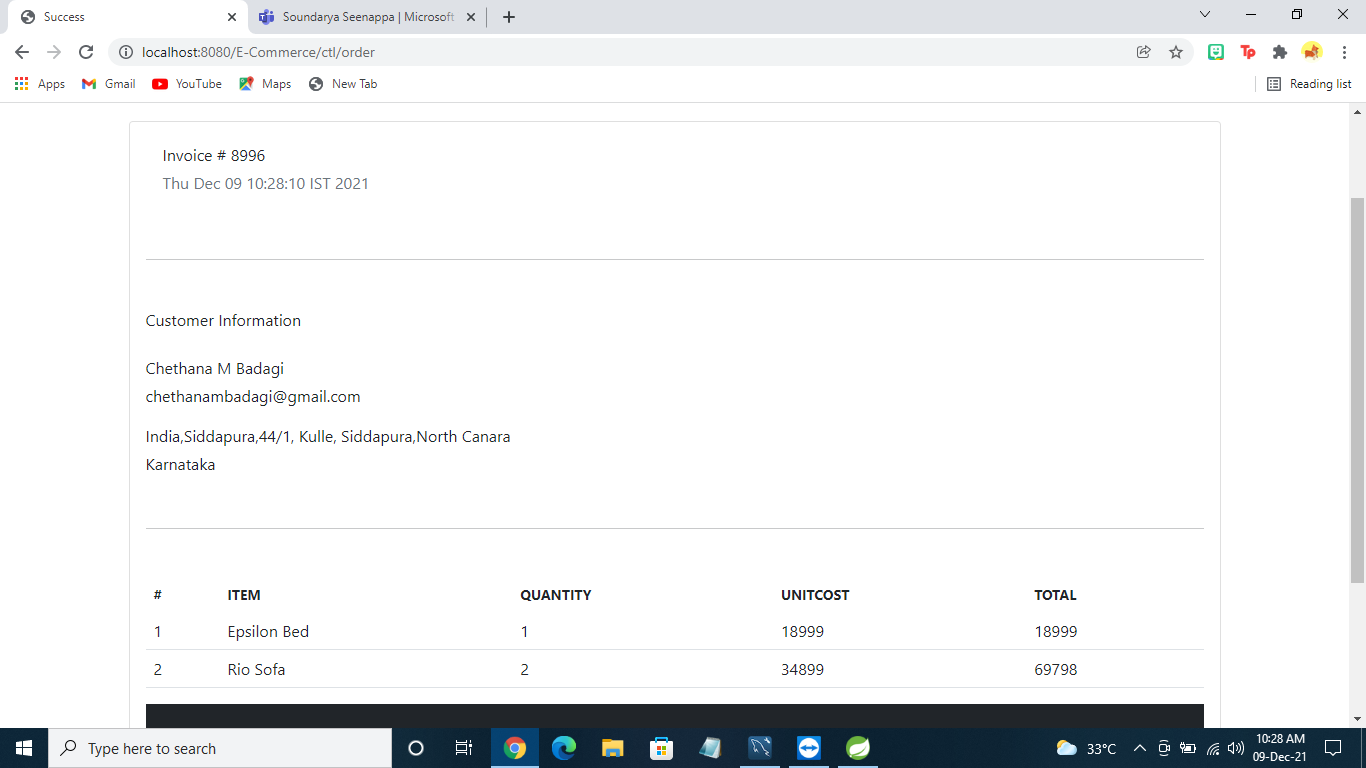 Success
Soundarya Seenappa | Microsoft
localhost:8080/E-Commerce/ctl/order
Apps
Gmail
YouTube
Maps
New Tab
Reading list
Invoice # 8996
Thu Dec 09 10:28:10 IST 2021
Customer Information
Chethana M Badagi
chethanambadagi@gmail.com
India,Siddapura,44/1, Kulle, Siddapura,North Canara
Karnataka
# ITEM QUANTITY UNITCOST TOTAL
1 Epsilon Bed 1 18999 18999
2 Rio Sofa 2 34899 69798
Type here to search
33°C
10:28 AM
09-Dec-21